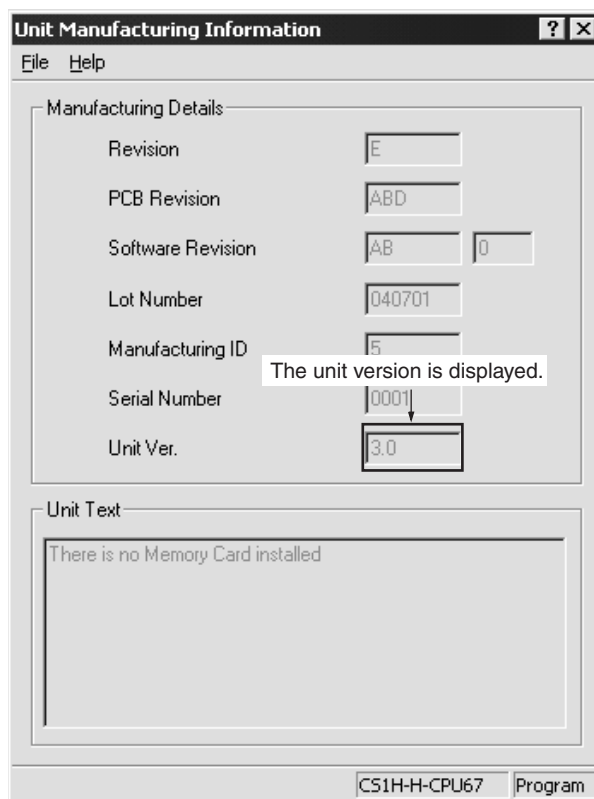 Unit Manufacturing Information
File Help
Manufacturing Details
Revision E
PCB Revision ABD
Software Revision AB 0
Lot Number 040701
Manufacturing ID 5
The unit version is displayed.
Serial Number 0001
Unit Ver. 3.0
Unit Text
There is no Memory Card installed
CS1H-H-CPU67 Program